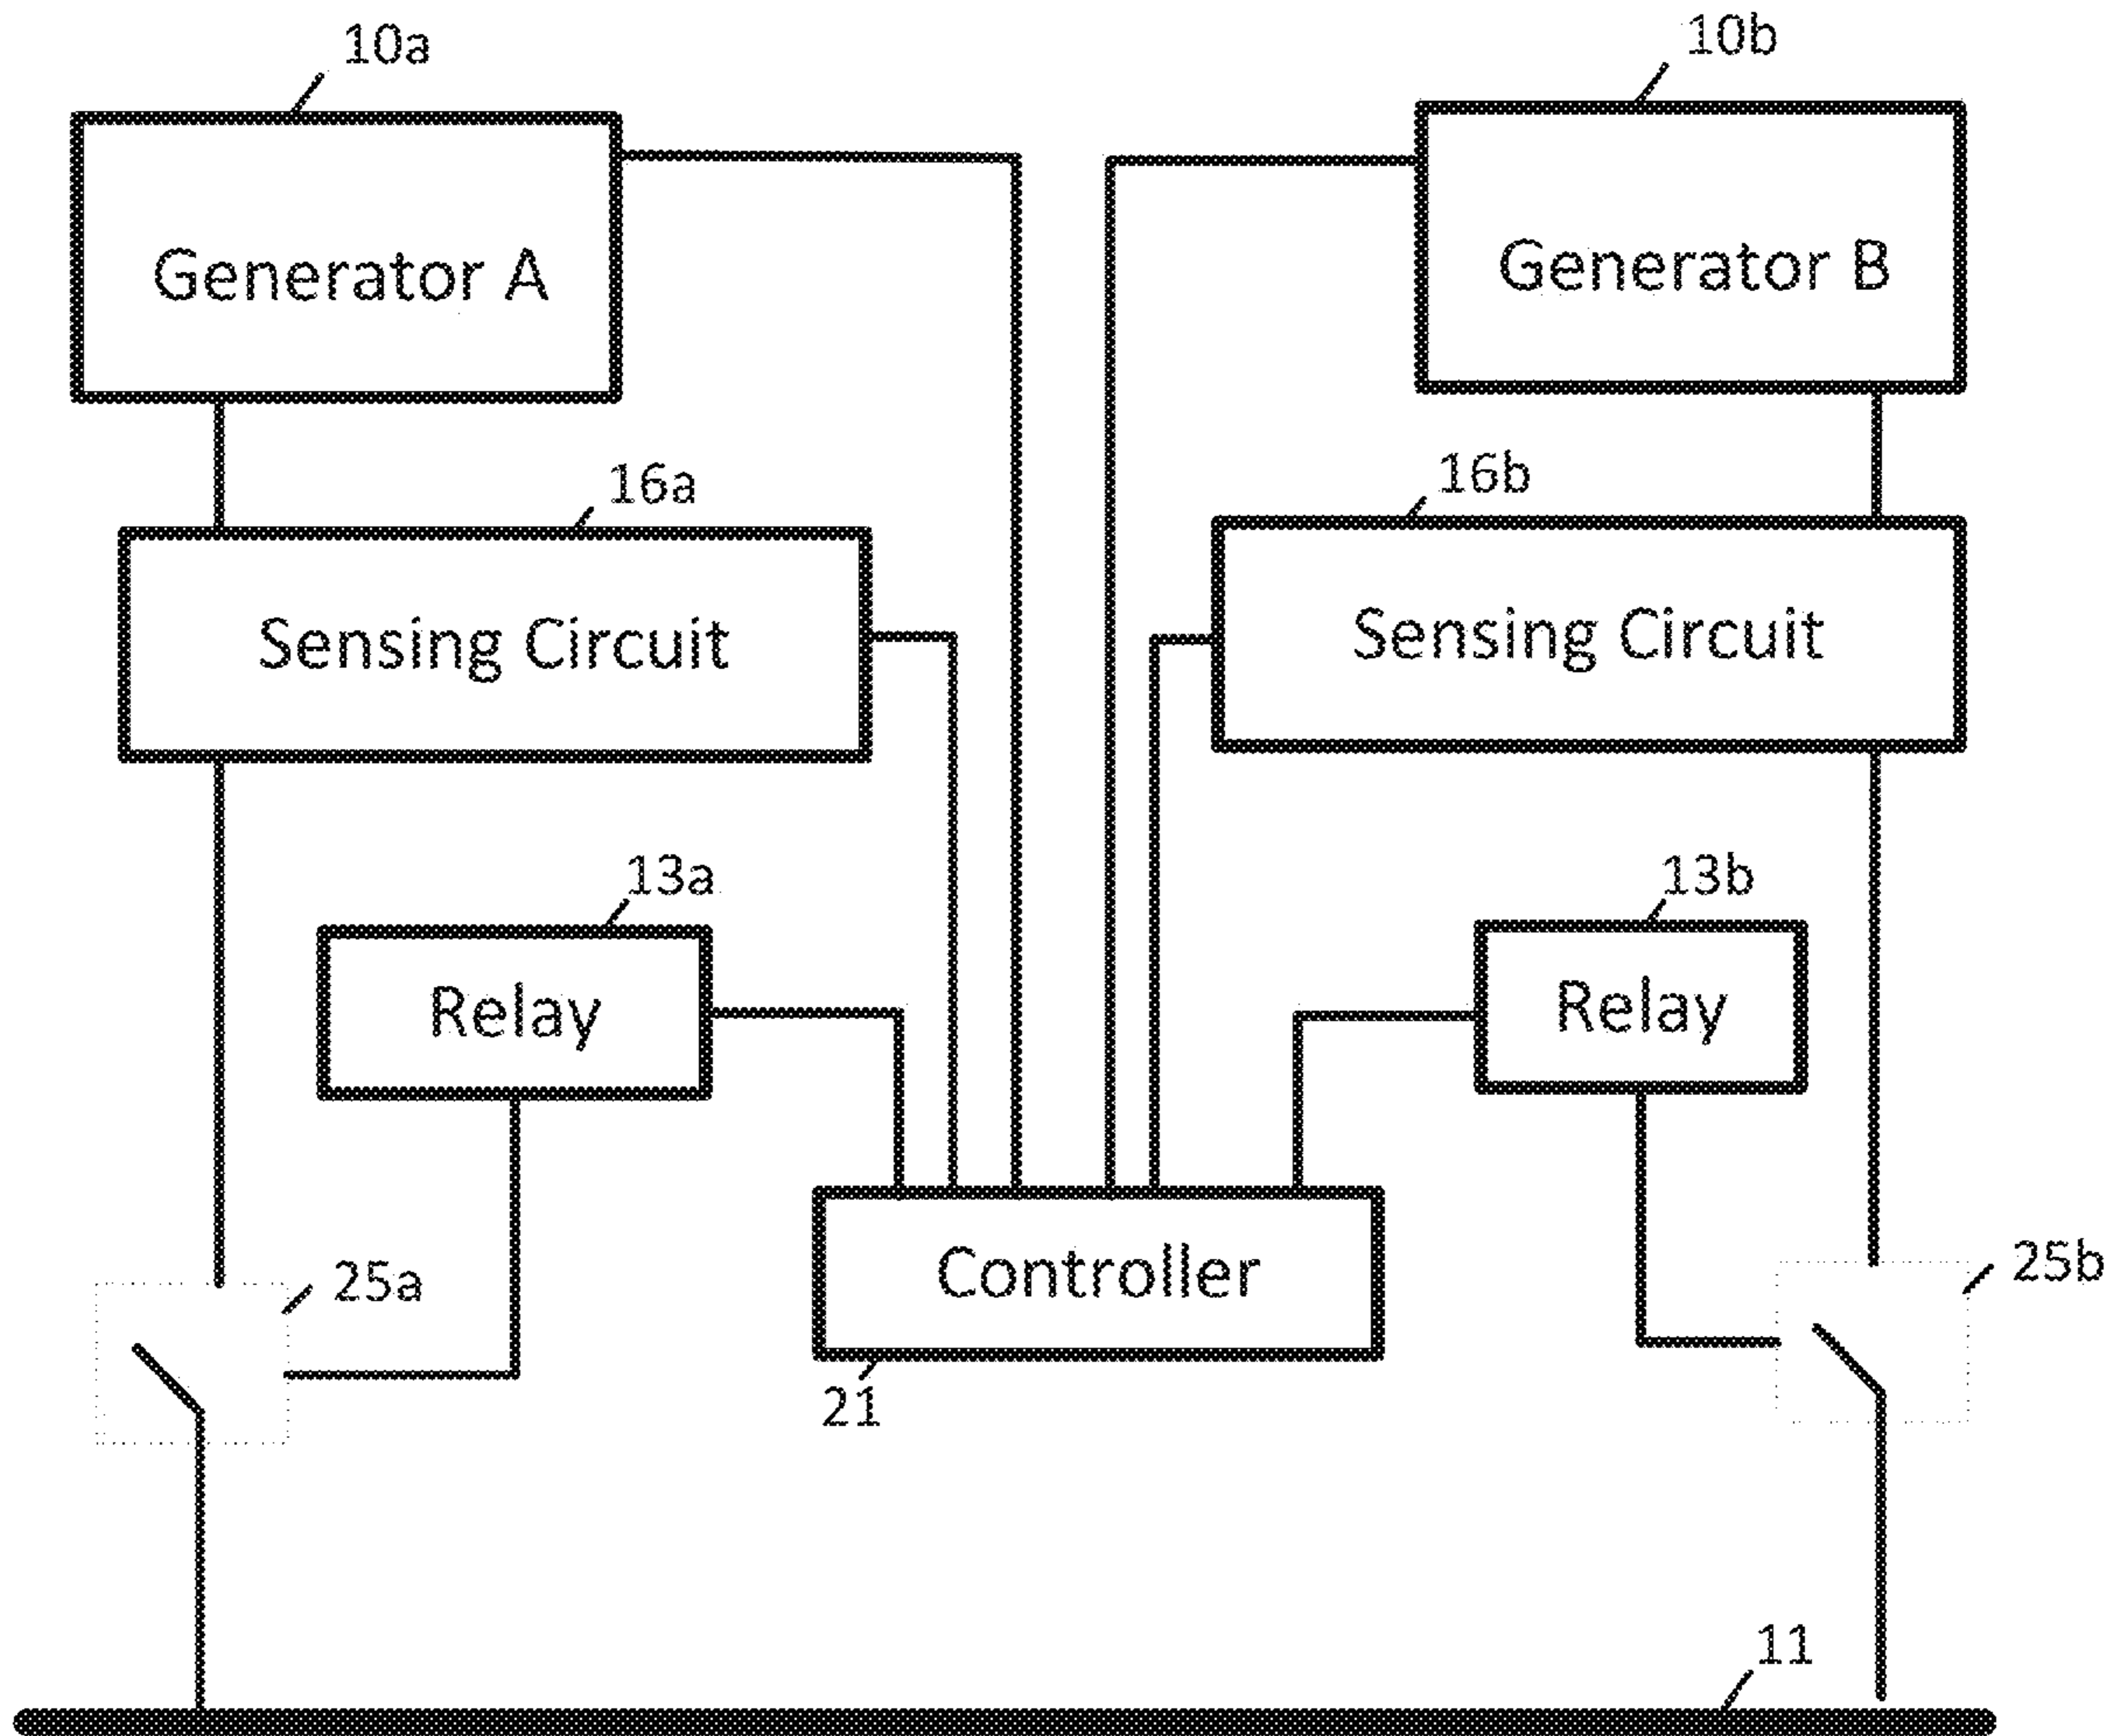 10a
10b
Generator A
Generator B
16a
16b
Sensing Circuit
Sensing Circuit
13a
13b
Relay
Relay
25a
25b
Controller
21
11